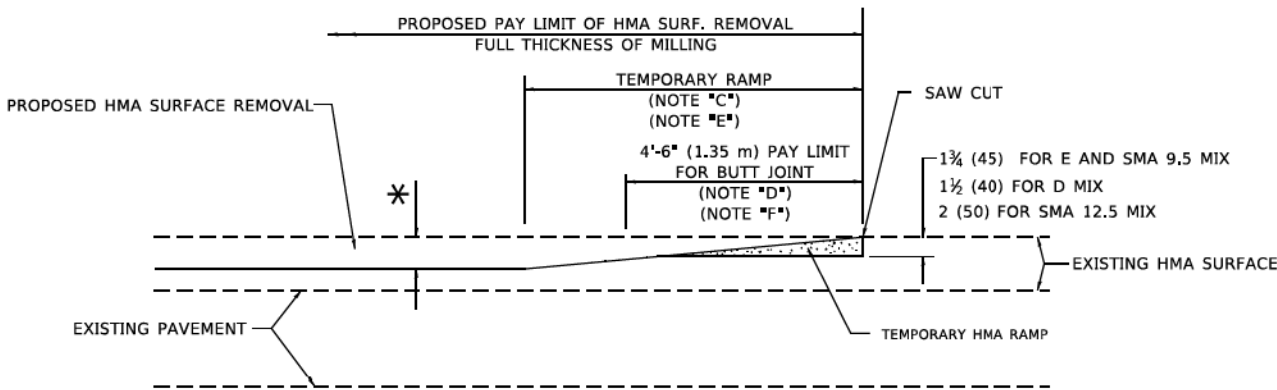 PROPOSED PAY LIMIT OF HMA SURF. REMOVAL
FULL THICKNESS OF MILLING
TEMPORARY RAMP
(NOTE "C")
(NOTE "E")
PROPOSED HMA SURFACE REMOVAL
SAW CUT
4'-6" (1.35 m) PAY LIMIT
FOR BUTT JOINT
(NOTE "D")
(NOTE "F")
1¾ (45) FOR E AND SMA 9.5 MIX
1½ (40) FOR D MIX
2 (50) FOR SMA 12.5 MIX
*
EXISTING HMA SURFACE
EXISTING PAVEMENT
TEMPORARY HMA RAMP